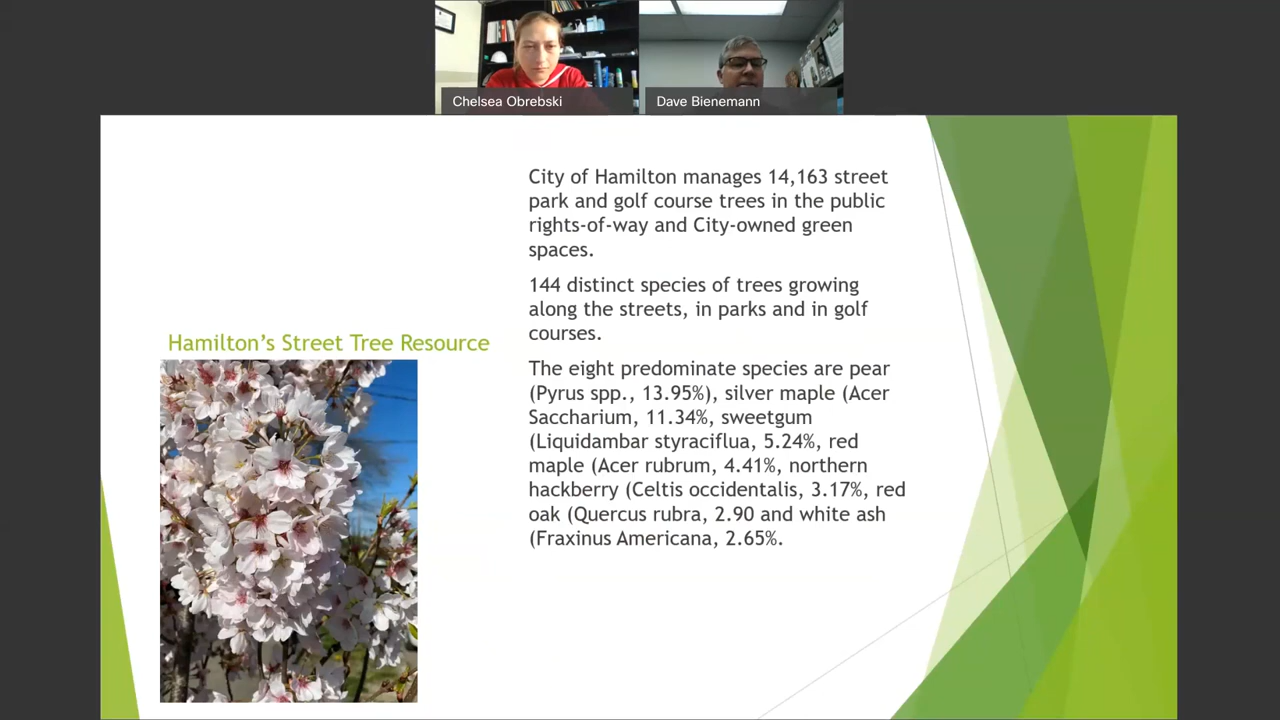 Chelsea Obrebski
Dave Bienemann
Hamilton's Street Tree Resource
City of Hamilton manages 14,163 street
park and golf course trees in the public
rights-of-way and City-owned green
spaces.
144 distinct species of trees growing
along the streets, in parks and in golf
courses.
The eight predominate species are pear
(Pyrus spp., 13.95%), silver maple (Acer
Saccharium, 11.34%, sweetgum
(Liquidambar styraciflua, 5.24%, red
maple (Acer rubrum, 4.41%, northern
hackberry (Celtis occidentalis, 3.17%, red
oak (Quercus rubra, 2.90 and white ash
(Fraxinus Americana, 2.65%.